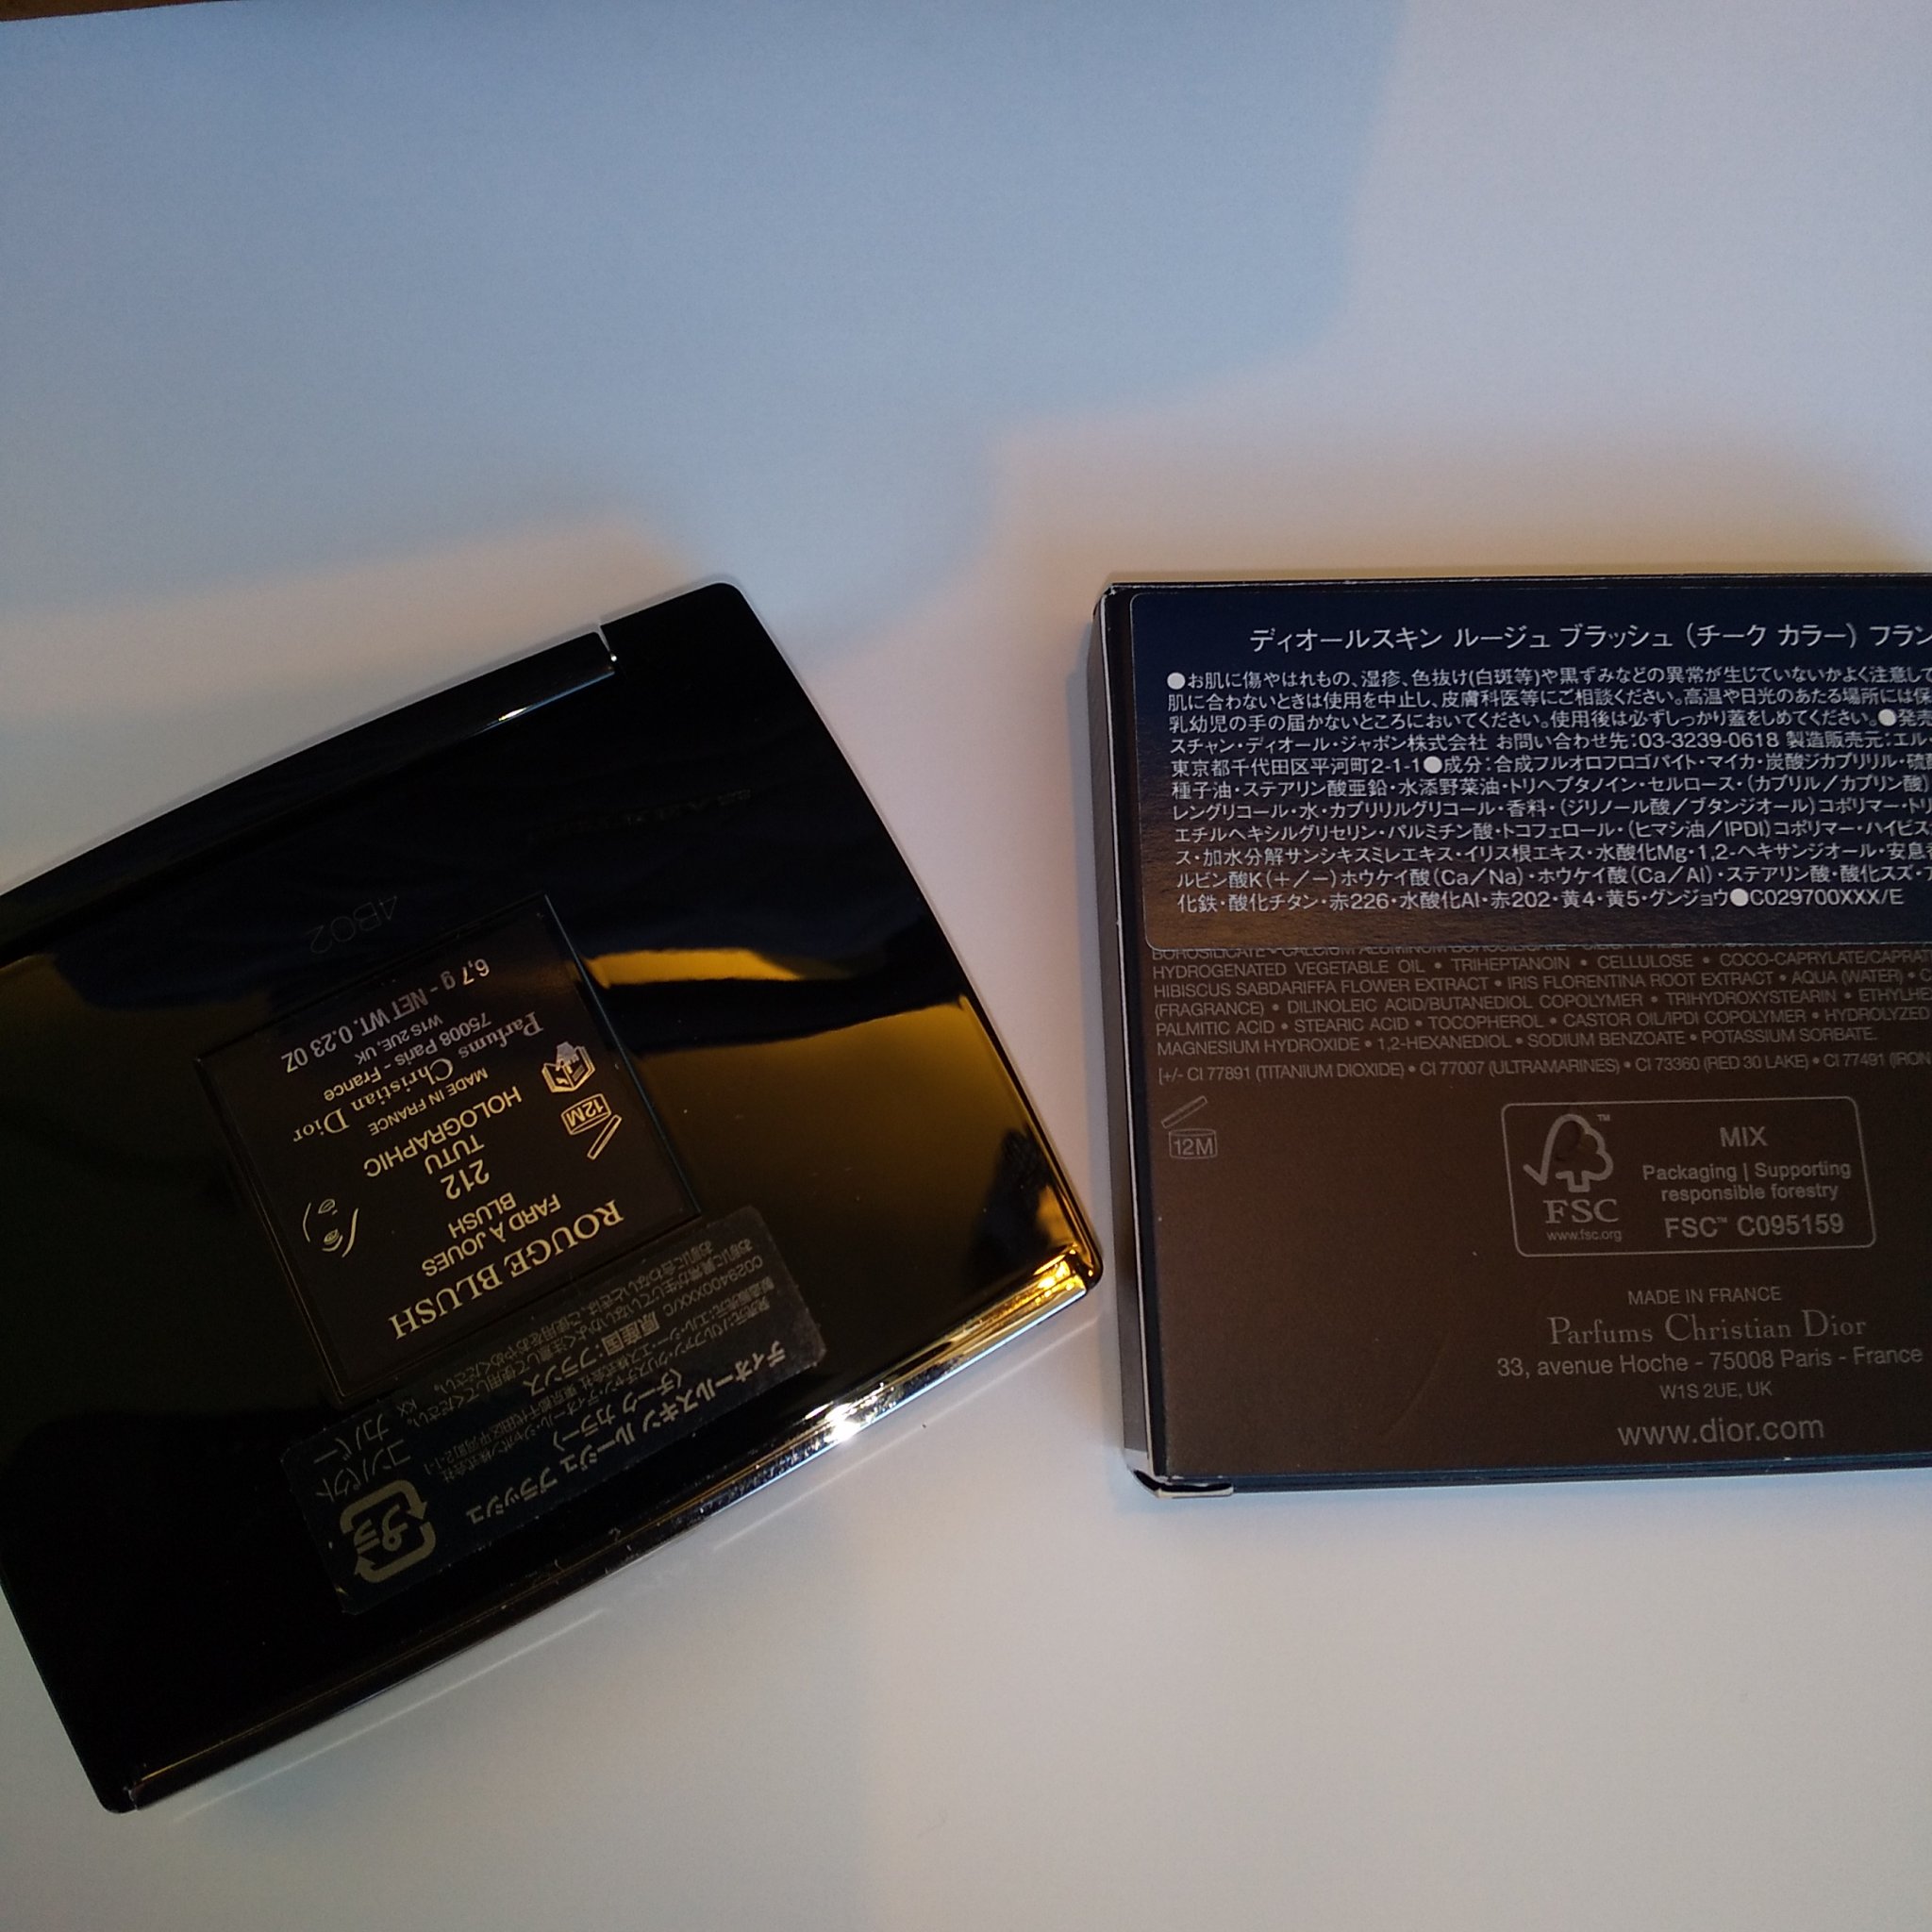 4B02
ROUGE BLUSH
FARD À JOUES
BLUSH
212
TUTU
HOLOGRAPHIC
MADE IN FRANCE
Parfums Christian Dior
75008 Paris - France
W1S 2UE, UK
6,7 g - NET WT. 0.23 OZ
12M
ディオールスキン ルージュ ブラッシュ
(チーク カラー)
原産国:フランス
C029400XXX/C
コンパクト
カバー
プラ
ディオールスキン ルージュ ブラッシュ (チーク カラー) フラン
●お肌に傷やはれもの、湿疹、色抜け(白斑等)や黒ずみなどの異常が生じていないかよく注意して
肌に合わないときは使用を中止し、皮膚科医等にご相談ください。高温や日光のあたる場所には保
乳幼児の手の届かないところにおいてください。使用後は必ずしっかり蓋をしめてください。●発売
スチャン・ディオール・ジャポン株式会社 お問い合わせ先:03-3239-0618 製造販売元:エル・
東京都千代田区平河町2-1-1●成分:合成フルオロフロゴパイト・マイカ・炭酸ジカプリリル・硫酸
種子油・ステアリン酸亜鉛・水添野菜油・トリヘプタノイン・セルロース・(カプリル/カプリン酸)
レングリコール・水・カプリリルグリコール・香料・(ジリノール酸/ブタンジオール)コポリマー・トリ
エチルヘキシルグリセリン・パルミチン酸・トコフェロール・(ヒマシ油/IPDI)コポリマー・ハイビス
ス・加水分解サンシキスミレエキス・イリス根エキス・水酸化Mg・1,2-ヘキサンジオール・安息香
ルビン酸K(+/-)ホウケイ酸(Ca/Na)・ホウケイ酸(Ca/Al)・ステアリン酸・酸化スズ・
化鉄・酸化チタン・赤226・水酸化Al・赤202・黄4・黄5・グンジョウ●C029700XXX/E
BOROSILICATE • CALCIUM ALUMINUM BOROSILICATE
HYDROGENATED VEGETABLE OIL • TRIHEPTANOIN • CELLULOSE • COCO-CAPRYLATE/CAPRAT
HIBISCUS SABDARIFFA FLOWER EXTRACT • IRIS FLORENTINA ROOT EXTRACT • AQUA (WATER) •
(FRAGRANCE) • DILINOLEIC ACID/BUTANEDIOL COPOLYMER • TRIHYDROXYSTEARIN • ETHYLHE
PALMITIC ACID • STEARIC ACID • TOCOPHEROL • CASTOR OIL/IPDI COPOLYMER • HYDROLYZED
MAGNESIUM HYDROXIDE • 1,2-HEXANEDIOL • SODIUM BENZOATE • POTASSIUM SORBATE.
[+/- CI 77891 (TITANIUM DIOXIDE) • CI 77007 (ULTRAMARINES) • CI 73360 (RED 30 LAKE) • CI 77491 (IRON
12M
FSC™
www.fsc.org
MIX
Packaging | Supporting
responsible forestry
FSC™ C095159
MADE IN FRANCE
Parfums Christian Dior
33, avenue Hoche - 75008 Paris - France
W1S 2UE, UK
www.dior.com